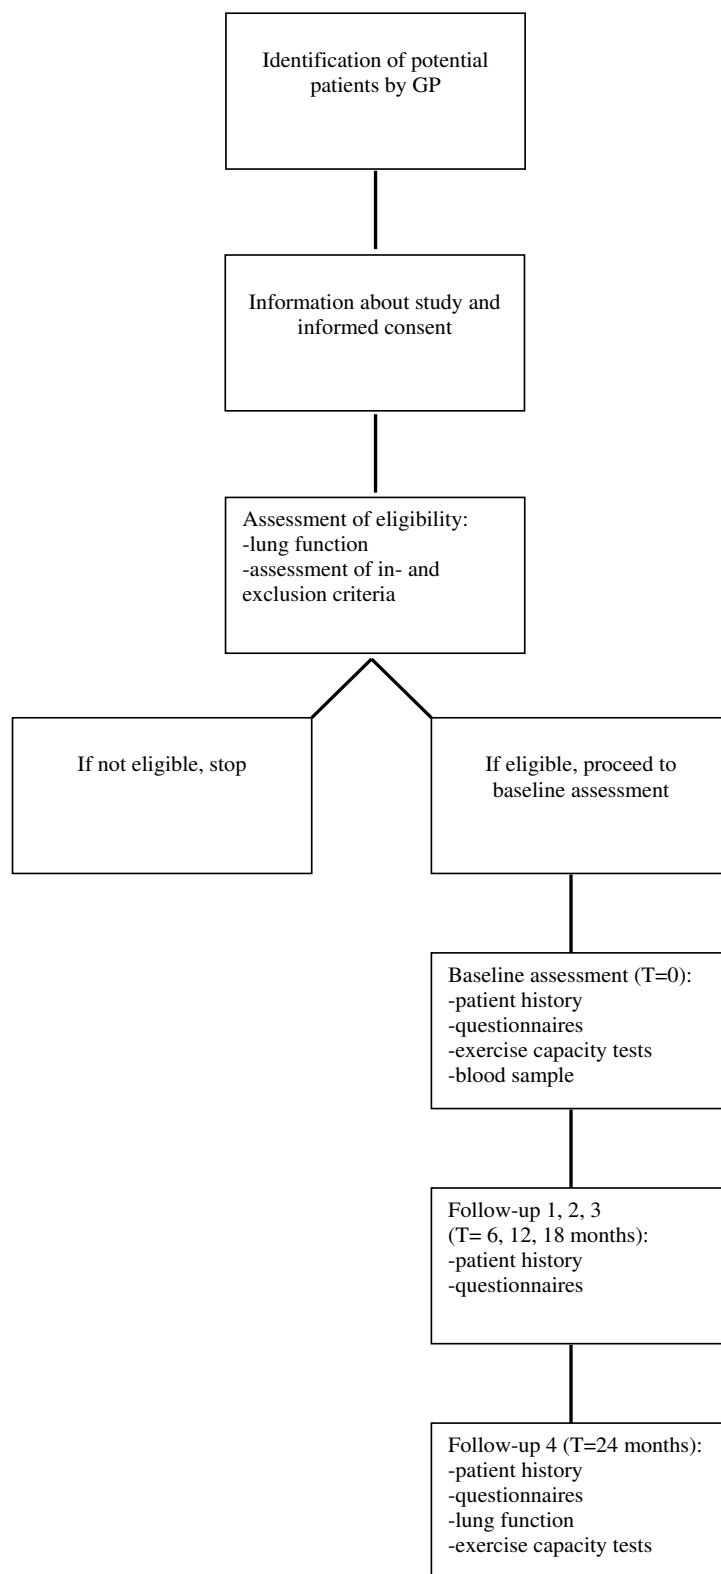 Identification of potential
patients by GP
Information about study and
informed consent
Assessment of eligibility:
-lung function
-assessment of in- and
exclusion criteria
If not eligible, stop
If eligible, proceed to
baseline assessment
Baseline assessment (T=0):
-patient history
-questionnaires
-exercise capacity tests
-blood sample
Follow-up 1, 2, 3
(T= 6, 12, 18 months):
-patient history
-questionnaires
Follow-up 4 (T=24 months):
-patient history
-questionnaires
-lung function
-exercise capacity tests